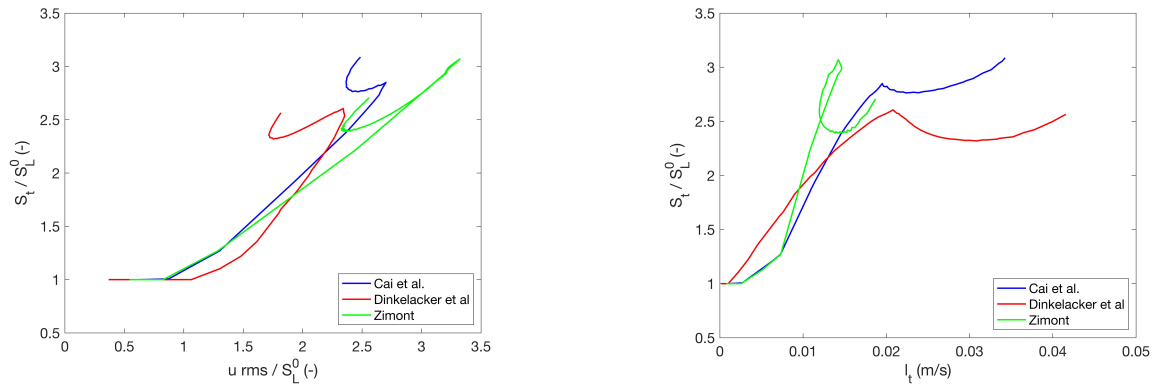 3.5
3
2.5
2
1.5
1
0.5
S_t / S_L^0 (-)
0 0.5 1 1.5 2 2.5 3 3.5
u rms / S_L^0 (-)
Cai et al.
Dinkelacker et al
Zimont
3.5
3
2.5
2
1.5
1
0.5
S_t / S_L^0 (-)
0 0.01 0.02 0.03 0.04 0.05
l_t (m/s)
Cai et al.
Dinkelacker et al
Zimont